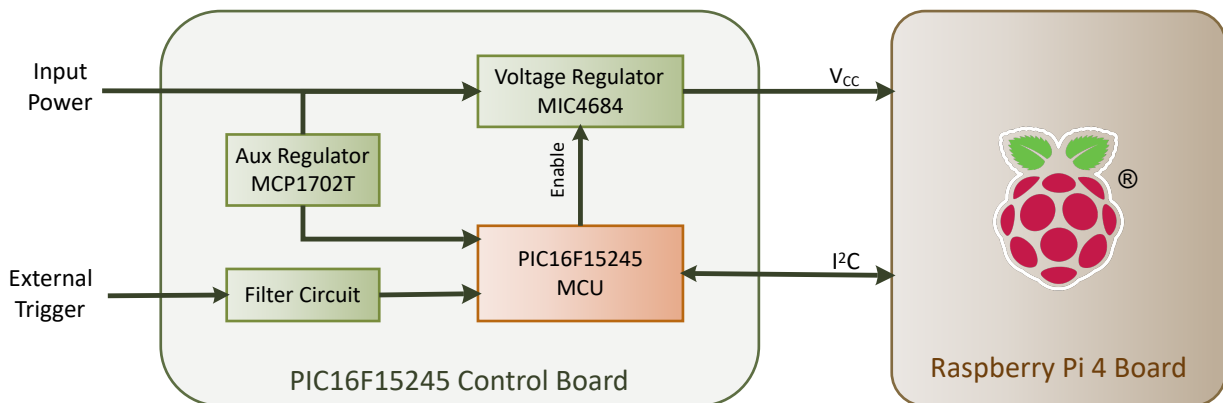 Input
Power
Voltage Regulator
MIC4684
V_CC
Aux Regulator
MCP1702T
Enable
®
External
Trigger
Filter Circuit
PIC16F15245
MCU
I²C
PIC16F15245 Control Board
Raspberry Pi 4 Board